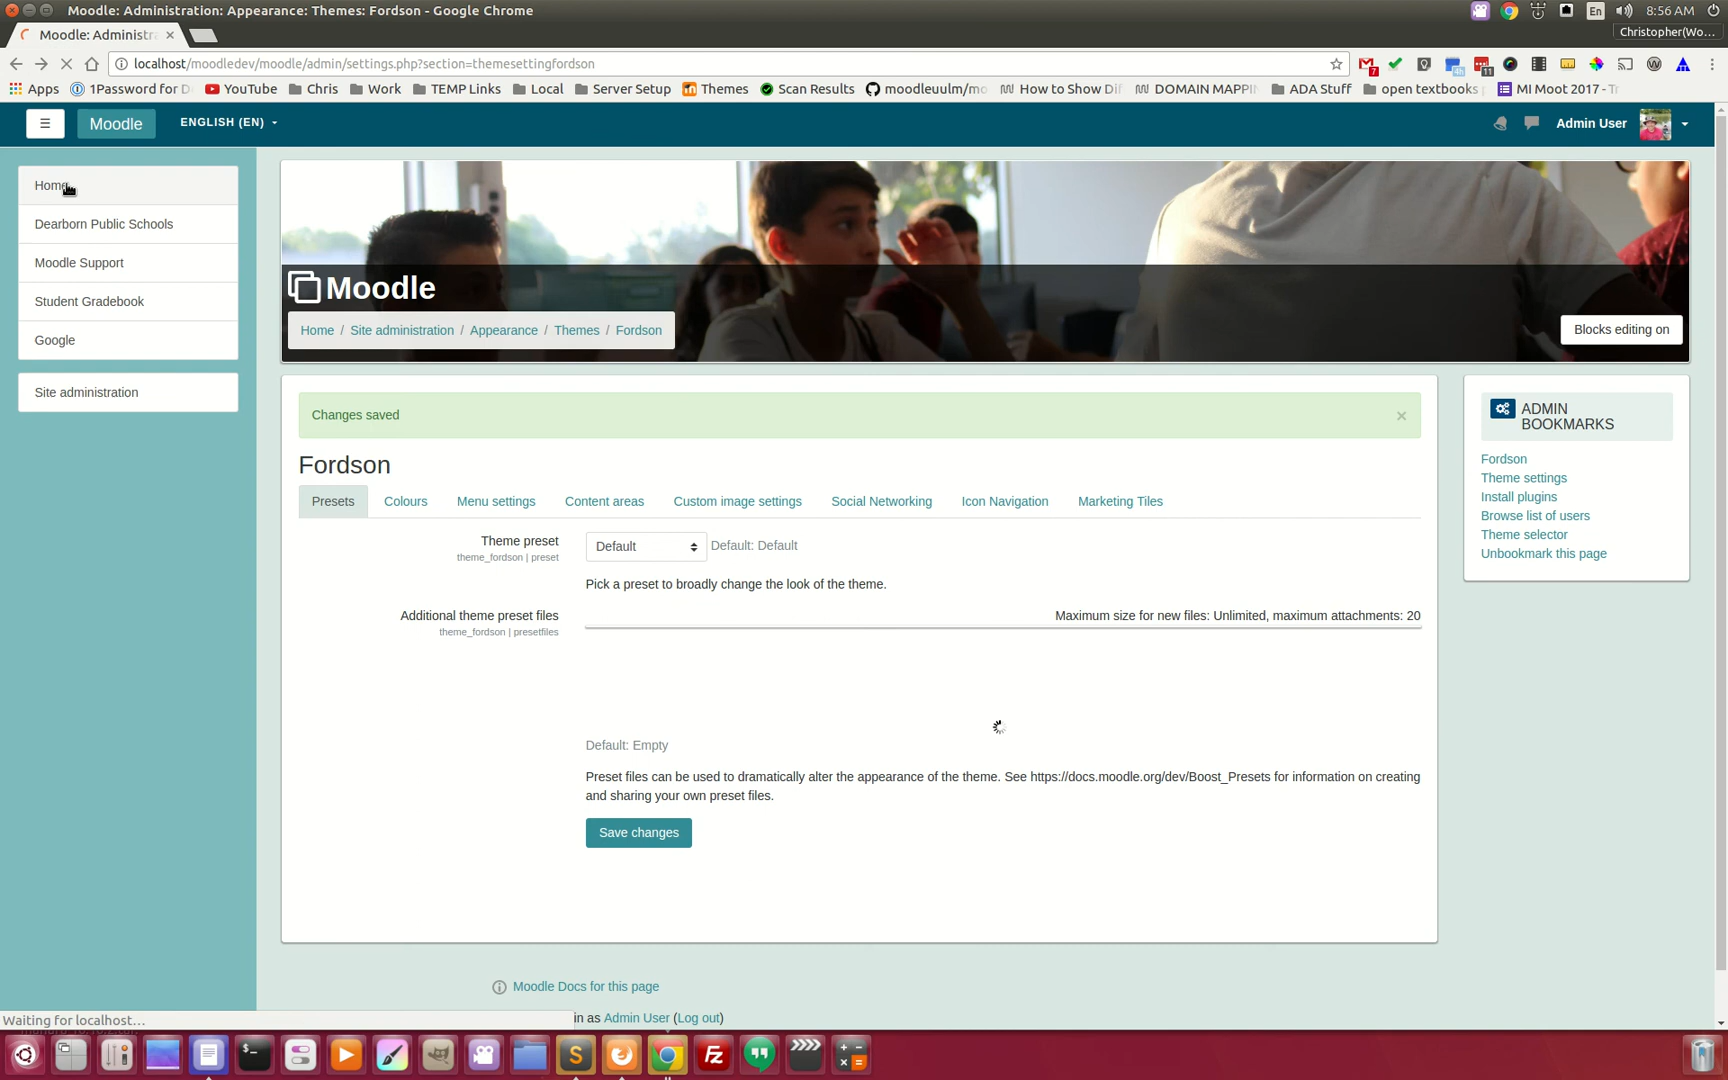 Moodle: Administration: Appearance: Themes: Fordson - Google Chrome
En
8:56 AM
Moodle: Administra
Christopher(Wo...
localhost/moodledev/moodle/admin/settings.php?section=themesettingfordson
7
11
Apps
1Password for D
YouTube
Chris
Work
TEMP Links
Local
Server Setup
Themes
Scan Results
moodleuulm/mo
How to Show Di
DOMAIN MAPPI
ADA Stuff
open textbooks
MI Moot 2017 - Tr
Moodle
ENGLISH (EN)
Admin User
Home
Dearborn Public Schools
Moodle Support
Student Gradebook
Google
Site administration
Moodle
Home / Site administration / Appearance / Themes / Fordson
Blocks editing on
Changes saved
×
Fordson
Presets
Colours
Menu settings
Content areas
Custom image settings
Social Networking
Icon Navigation
Marketing Tiles
Theme preset
theme_fordson | preset
Default
Default: Default
Pick a preset to broadly change the look of the theme.
Additional theme preset files
theme_fordson | presetfiles
Maximum size for new files: Unlimited, maximum attachments: 20
Default: Empty
Preset files can be used to dramatically alter the appearance of the theme. See https://docs.moodle.org/dev/Boost_Presets for information on creating
and sharing your own preset files.
Save changes
ADMIN
BOOKMARKS
Fordson
Theme settings
Install plugins
Browse list of users
Theme selector
Unbookmark this page
Moodle Docs for this page
in as Admin User (Log out)
Waiting for localhost...